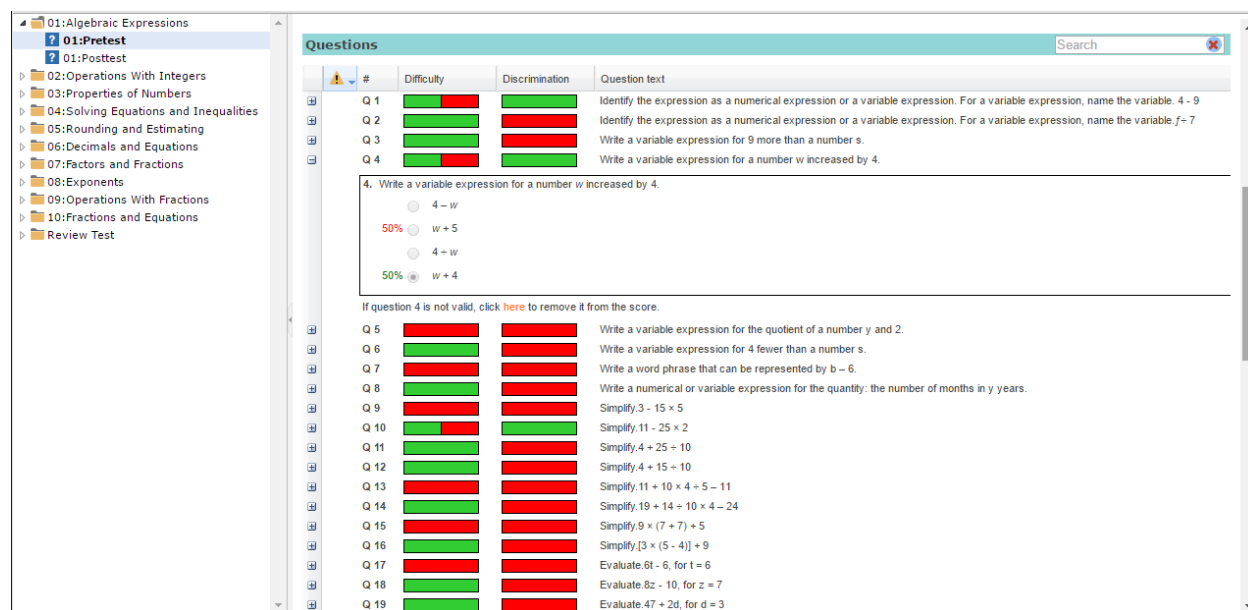 01:Algebraic Expressions
01:Pretest
01:Posttest
02:Operations With Integers
03:Properties of Numbers
04:Solving Equations and Inequalities
05:Rounding and Estimating
06:Decimals and Equations
07:Factors and Fractions
08:Exponents
09:Operations With Fractions
10:Fractions and Equations
Review Test
Questions Search
# Difficulty Discrimination Question text
Q 1 Identify the expression as a numerical expression or a variable expression. For a variable expression, name the variable. 4 - 9
Q 2 Identify the expression as a numerical expression or a variable expression. For a variable expression, name the variable.ƒ÷ 7
Q 3 Write a variable expression for 9 more than a number s.
Q 4 Write a variable expression for a number w increased by 4.
4. Write a variable expression for a number w increased by 4.
4 – w
50% w + 5
4 ÷ w
50% w + 4
If question 4 is not valid, click here to remove it from the score.
Q 5 Write a variable expression for the quotient of a number y and 2.
Q 6 Write a variable expression for 4 fewer than a number s.
Q 7 Write a word phrase that can be represented by b – 6.
Q 8 Write a numerical or variable expression for the quantity: the number of months in y years.
Q 9 Simplify.3 - 15 × 5
Q 10 Simplify.11 - 25 × 2
Q 11 Simplify.4 + 25 ÷ 10
Q 12 Simplify.4 + 15 ÷ 10
Q 13 Simplify.11 + 10 × 4 ÷ 5 – 11
Q 14 Simplify.19 + 14 ÷ 10 × 4 – 24
Q 15 Simplify.9 × (7 + 7) + 5
Q 16 Simplify.[3 × (5 - 4)] + 9
Q 17 Evaluate.6t - 6, for t = 6
Q 18 Evaluate.8z - 10, for z = 7
Q 19 Evaluate.47 + 2d, for d = 3